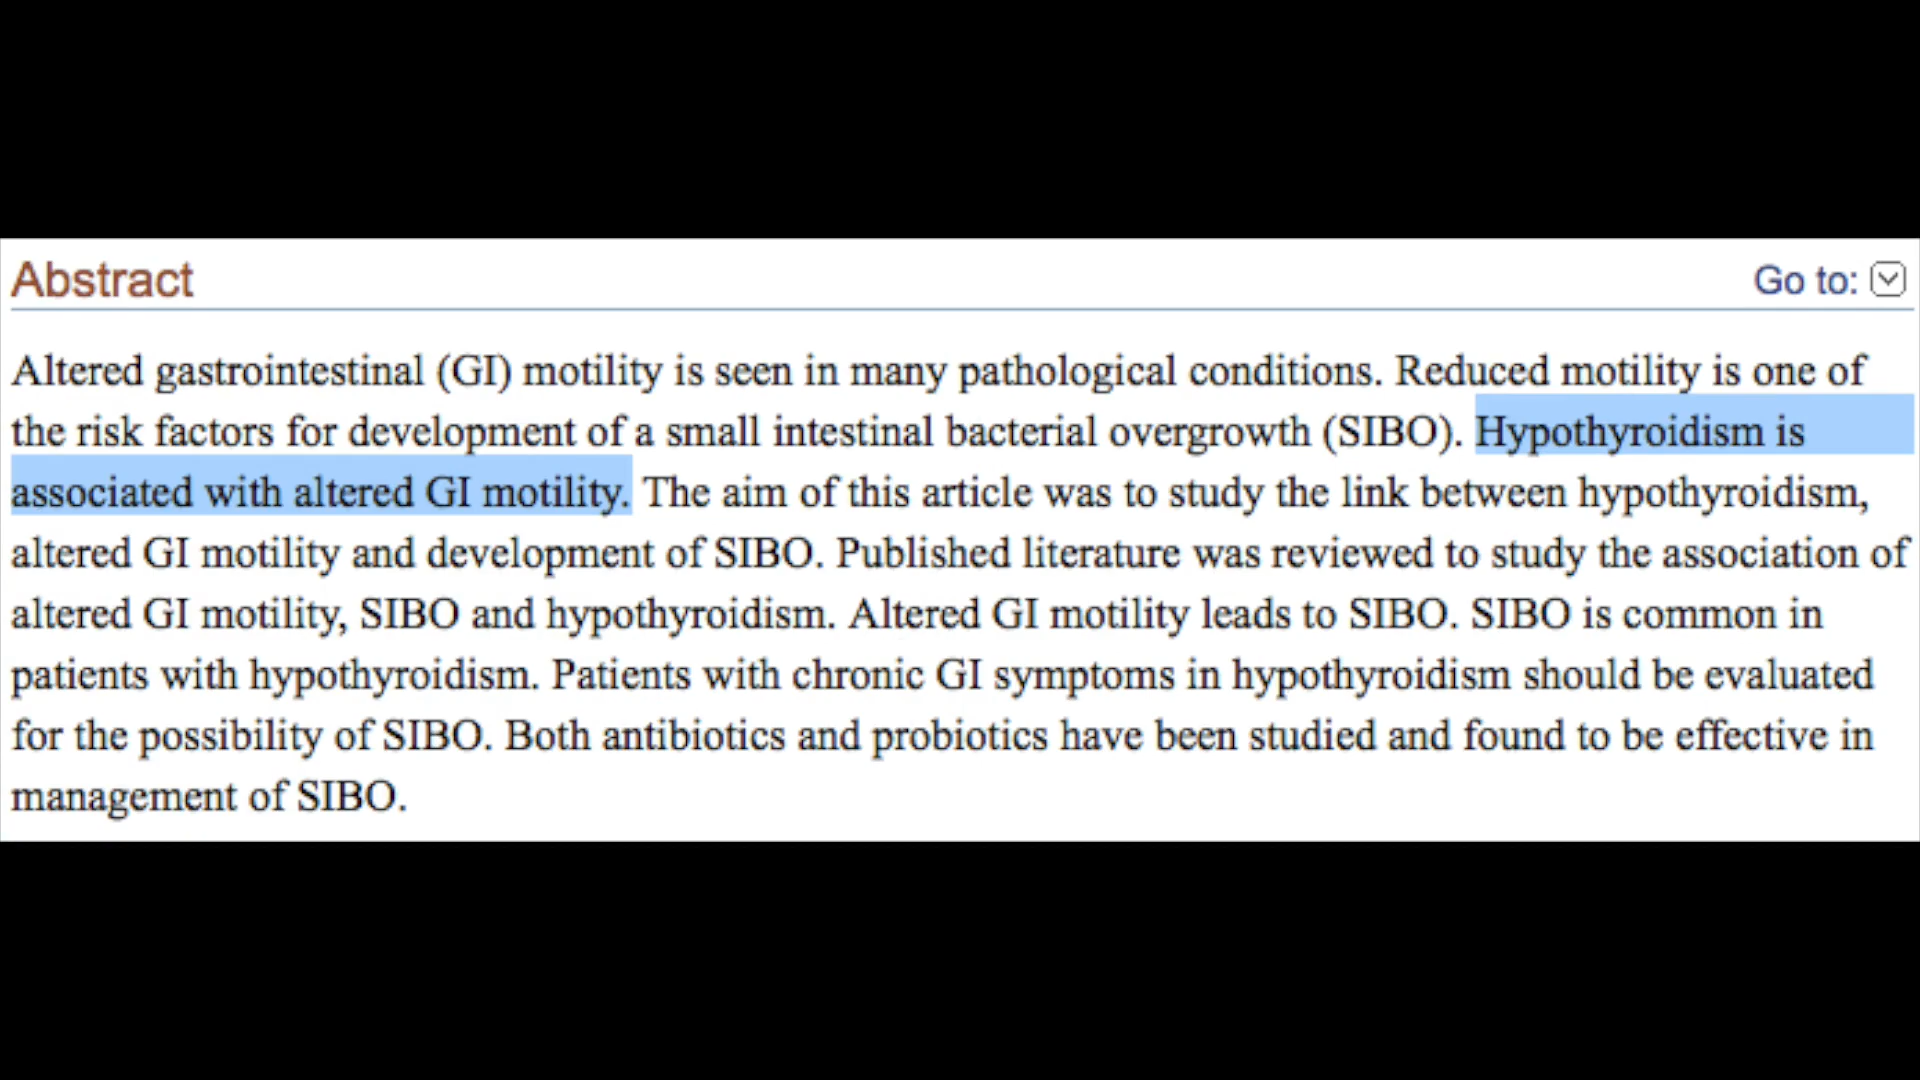 Abstract
Go to:
Altered gastrointestinal (GI) motility is seen in many pathological conditions. Reduced motility is one of
the risk factors for development of a small intestinal bacterial overgrowth (SIBO). Hypothyroidism is
associated with altered GI motility. The aim of this article was to study the link between hypothyroidism,
altered GI motility and development of SIBO. Published literature was reviewed to study the association of
altered GI motility, SIBO and hypothyroidism. Altered GI motility leads to SIBO. SIBO is common in
patients with hypothyroidism. Patients with chronic GI symptoms in hypothyroidism should be evaluated
for the possibility of SIBO. Both antibiotics and probiotics have been studied and found to be effective in
management of SIBO.